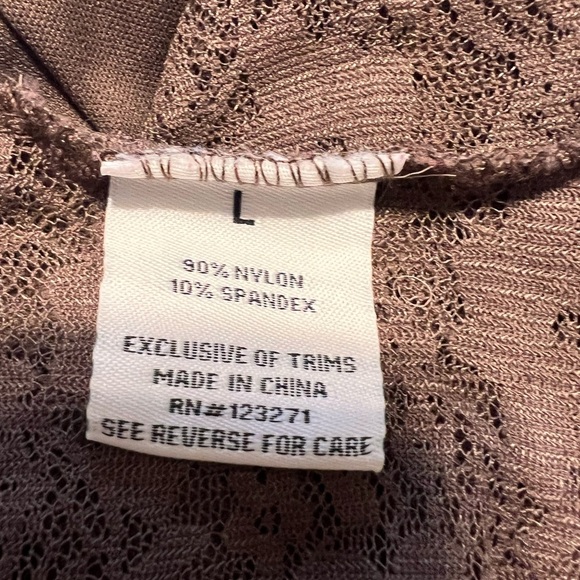 L
90% NYLON
10% SPANDEX
EXCLUSIVE OF TRIMS
MADE IN CHINA
RN#123271
SEE REVERSE FOR CARE